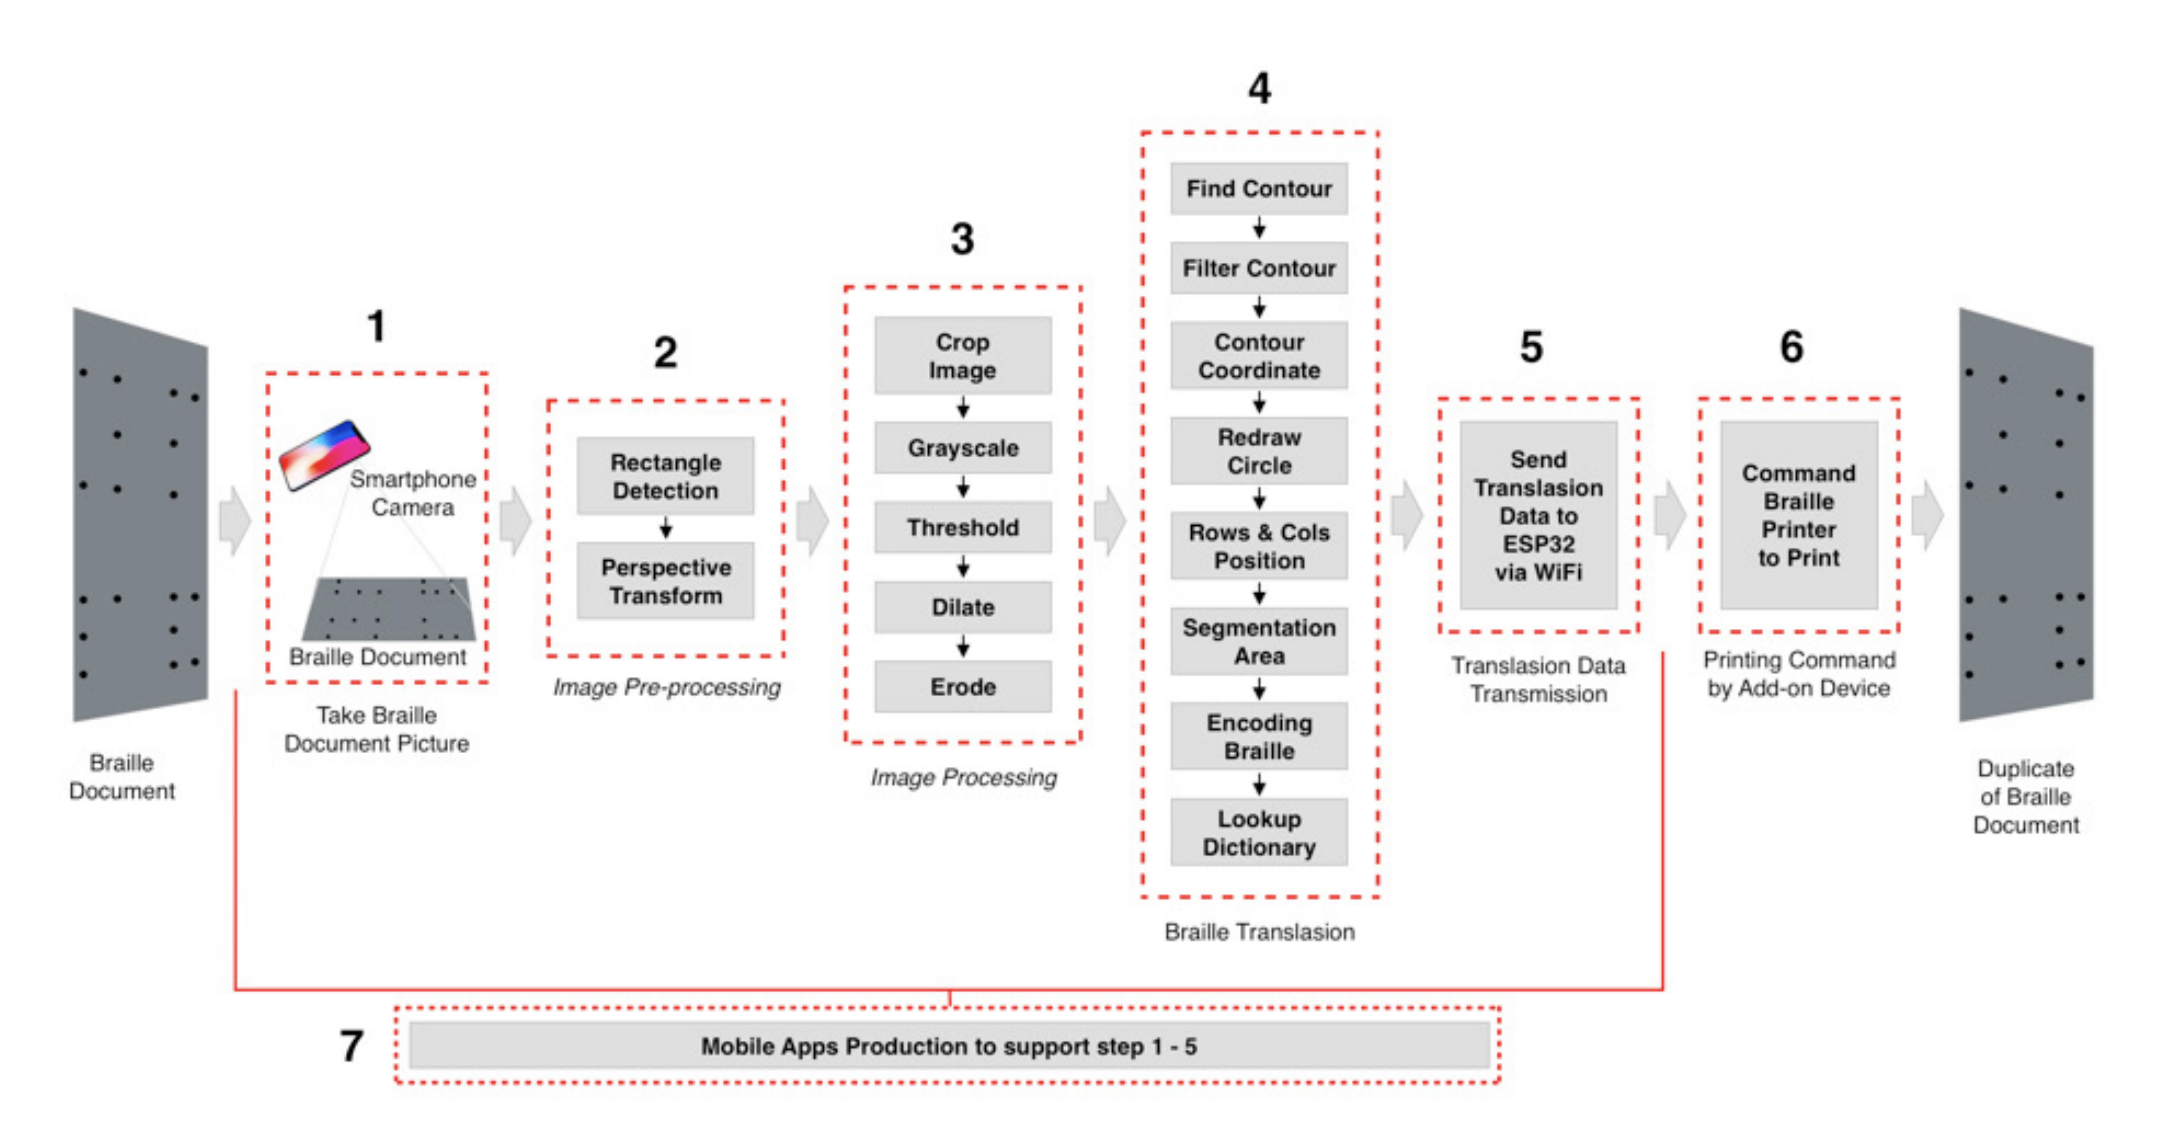 Braille
Document
1
Smartphone
Camera
Braille Document
Take Braille
Document Picture
2
Rectangle
Detection
Perspective
Transform
Image Pre-processing
3
Crop
Image
Grayscale
Threshold
Dilate
Erode
Image Processing
4
Find Contour
Filter Contour
Contour
Coordinate
Redraw
Circle
Rows & Cols
Position
Segmentation
Area
Encoding
Braille
Lookup
Dictionary
Braille Translasion
5
Send
Translasion
Data to
ESP32
via WiFi
Translasion Data
Transmission
6
Command
Braille
Printer
to Print
Printing Command
by Add-on Device
Duplicate
of Braille
Document
7
Mobile Apps Production to support step 1 - 5